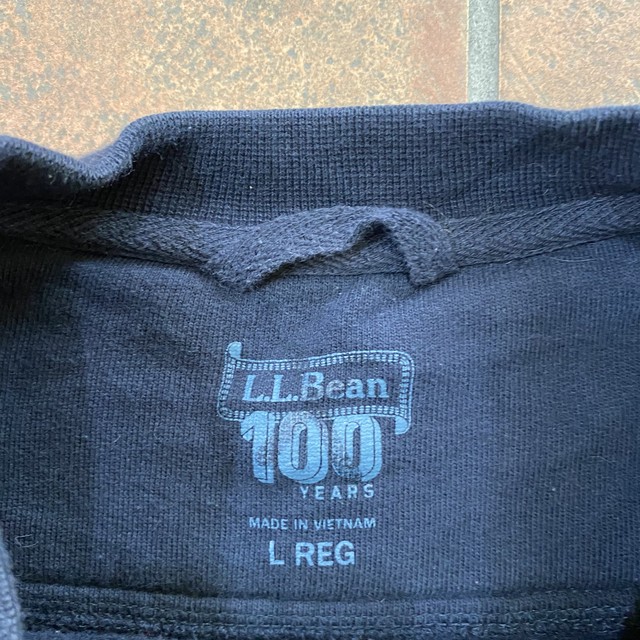 L.L.Bean
100
YEARS
MADE IN VIETNAM
L REG